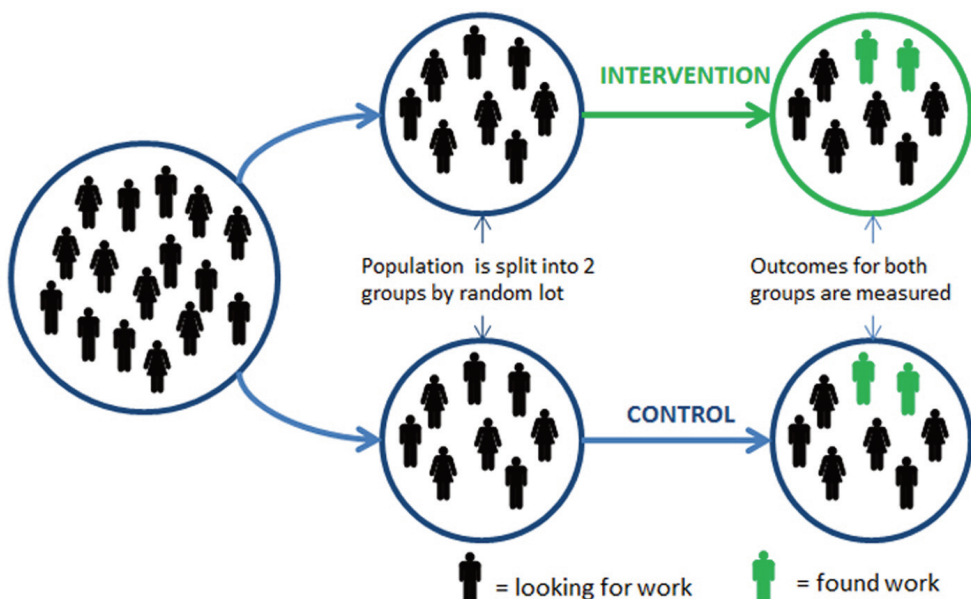 INTERVENTION
Population is split into 2
groups by random lot
Outcomes for both
groups are measured
CONTROL
= looking for work
= found work